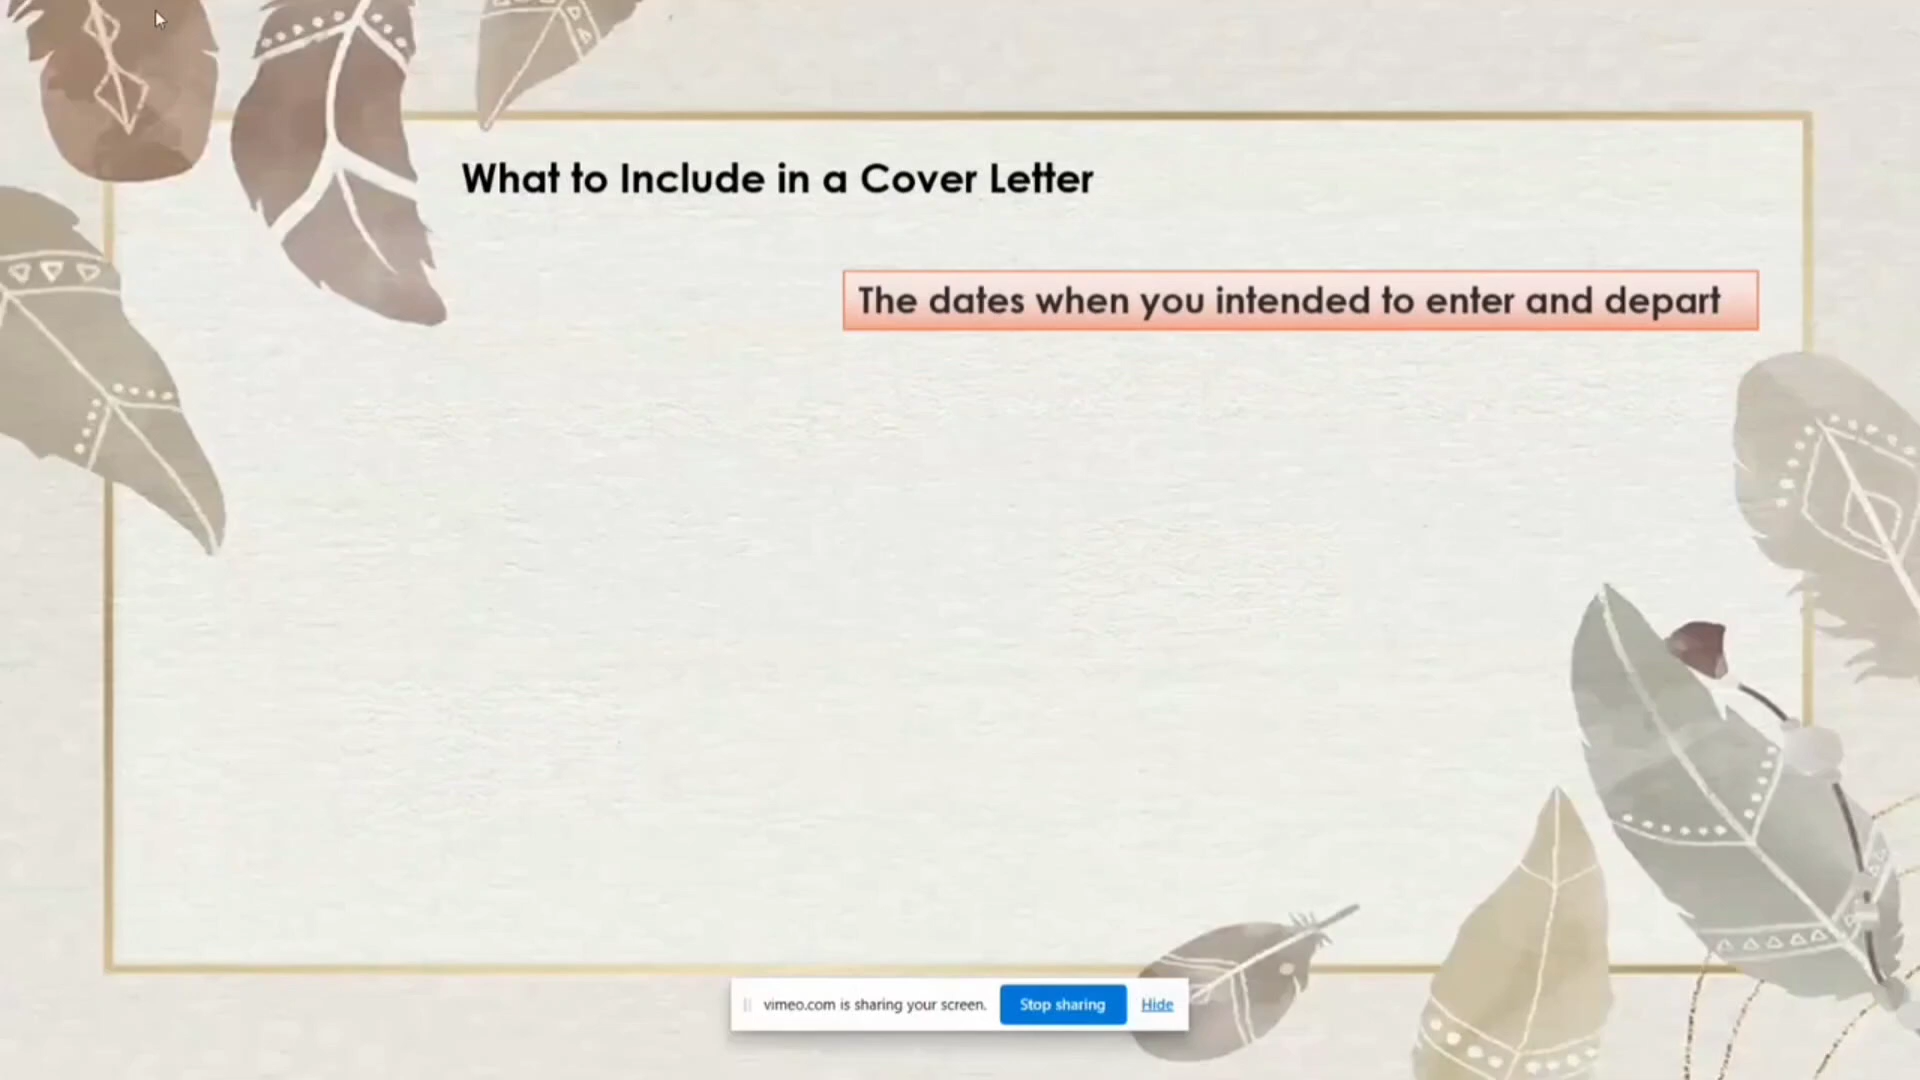 What to Include in a Cover Letter
The dates when you intended to enter and depart
vimeo.com is sharing your screen. Stop sharing Hide